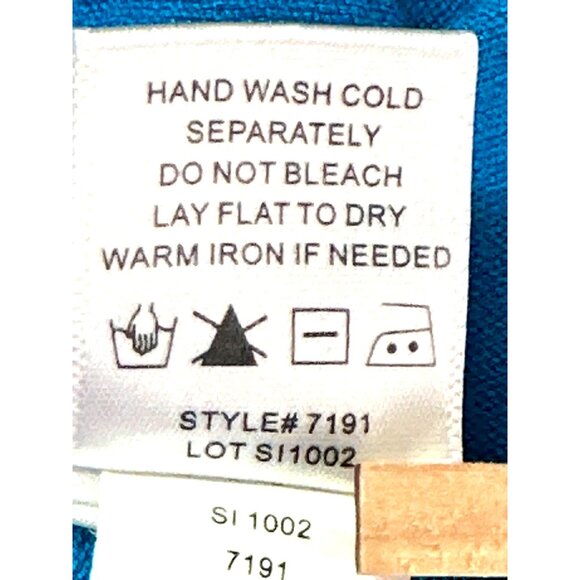 HAND WASH COLD
SEPARATELY
DO NOT BLEACH
LAY FLAT TO DRY
WARM IRON IF NEEDED
STYLE# 7191
LOT SI1002
SI 1002
7191